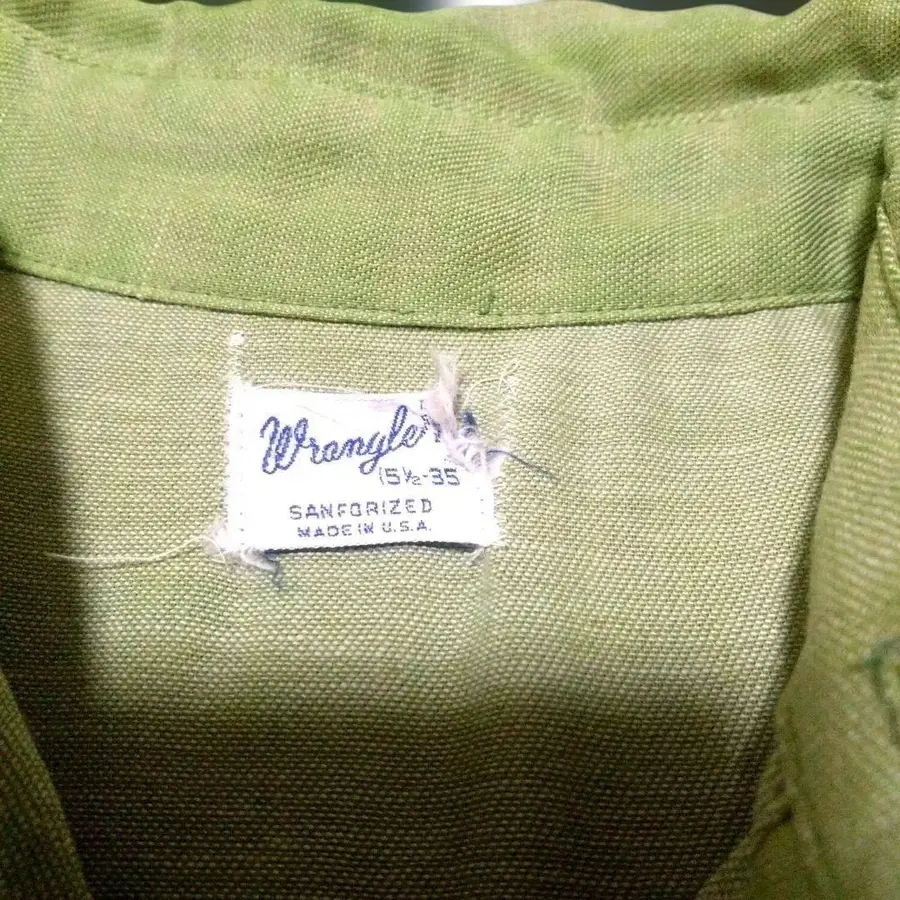 Wrangler
15½-35
SANFORIZED
MADE IN U.S.A.